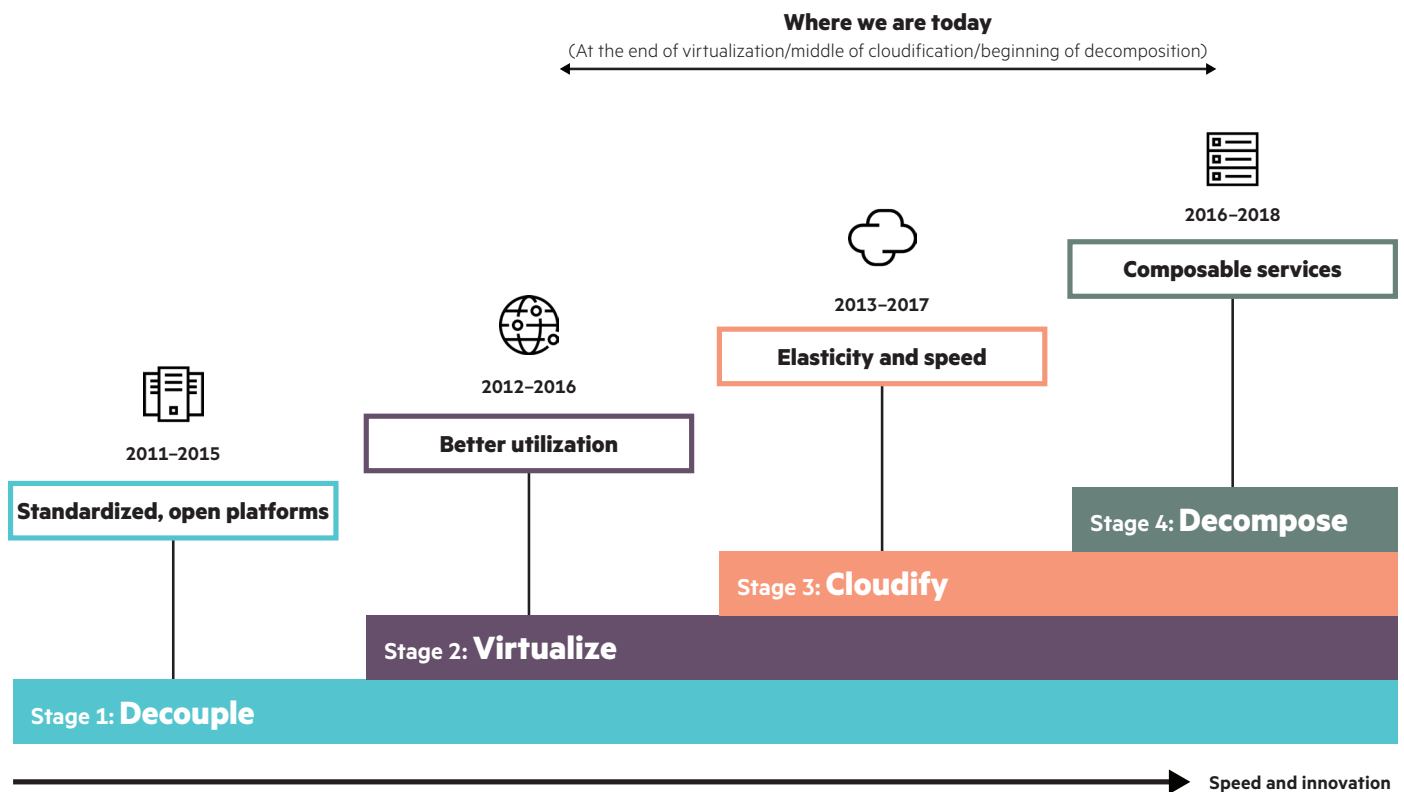 Where we are today
(At the end of virtualization/middle of cloudification/beginning of decomposition)
2016–2018
Composable services
2013–2017
Elasticity and speed
2012–2016
Better utilization
2011–2015
Standardized, open platforms
Stage 4: Decompose
Stage 3: Cloudify
Stage 2: Virtualize
Stage 1: Decouple
Speed and innovation